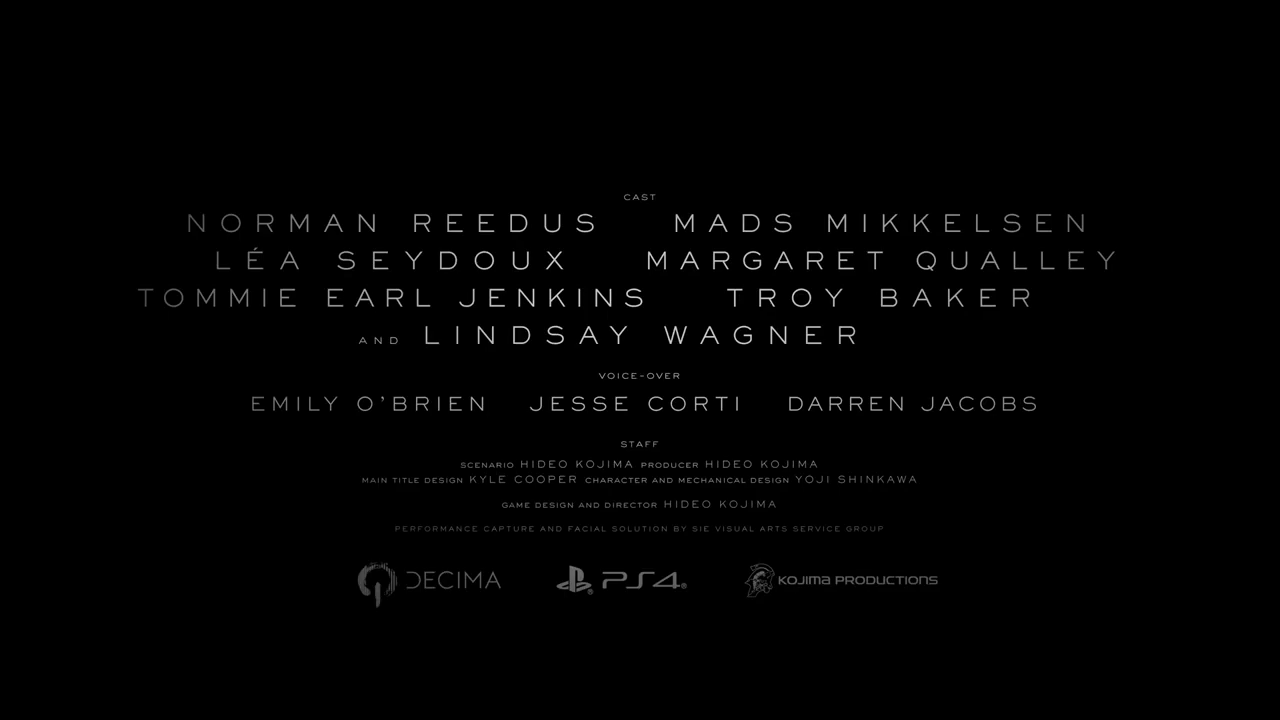 CAST
NORMAN REEDUS MADS MIKKELSEN
LÉA SEYDOUX MARGARET QUALLEY
TOMMIE EARL JENKINS TROY BAKER
AND LINDSAY WAGNER
VOICE-OVER
EMILY O’BRIEN JESSE CORTI DARREN JACOBS
STAFF
SCENARIO HIDEO KOJIMA PRODUCER HIDEO KOJIMA
MAIN TITLE DESIGN KYLE COOPER CHARACTER AND MECHANICAL DESIGN YOJI SHINKAWA
GAME DESIGN AND DIRECTOR HIDEO KOJIMA
PERFORMANCE CAPTURE AND FACIAL SOLUTION BY SIE VISUAL ARTS SERVICE GROUP
DECIMA PS4® KOJIMA PRODUCTIONS